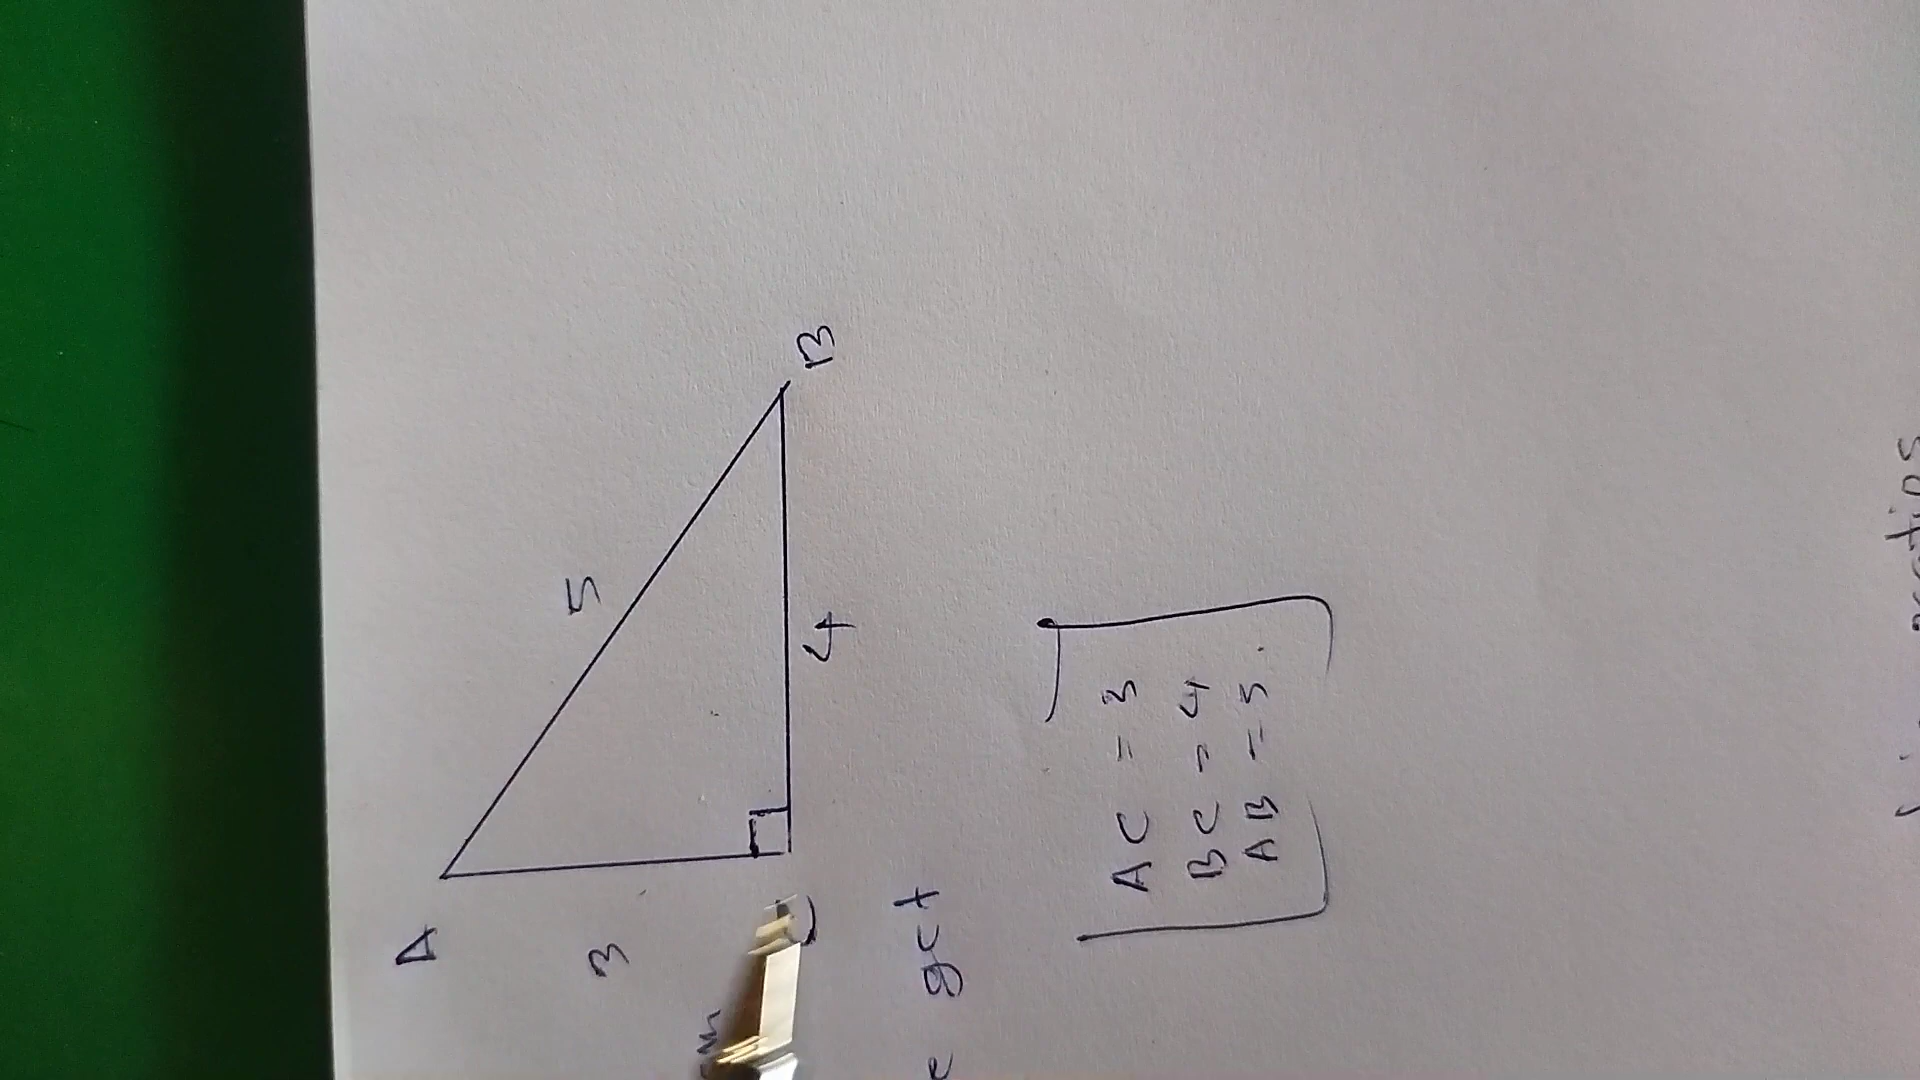 A
B
5
3
4
C
get
AC = 3
BC = 4
AB = 5.